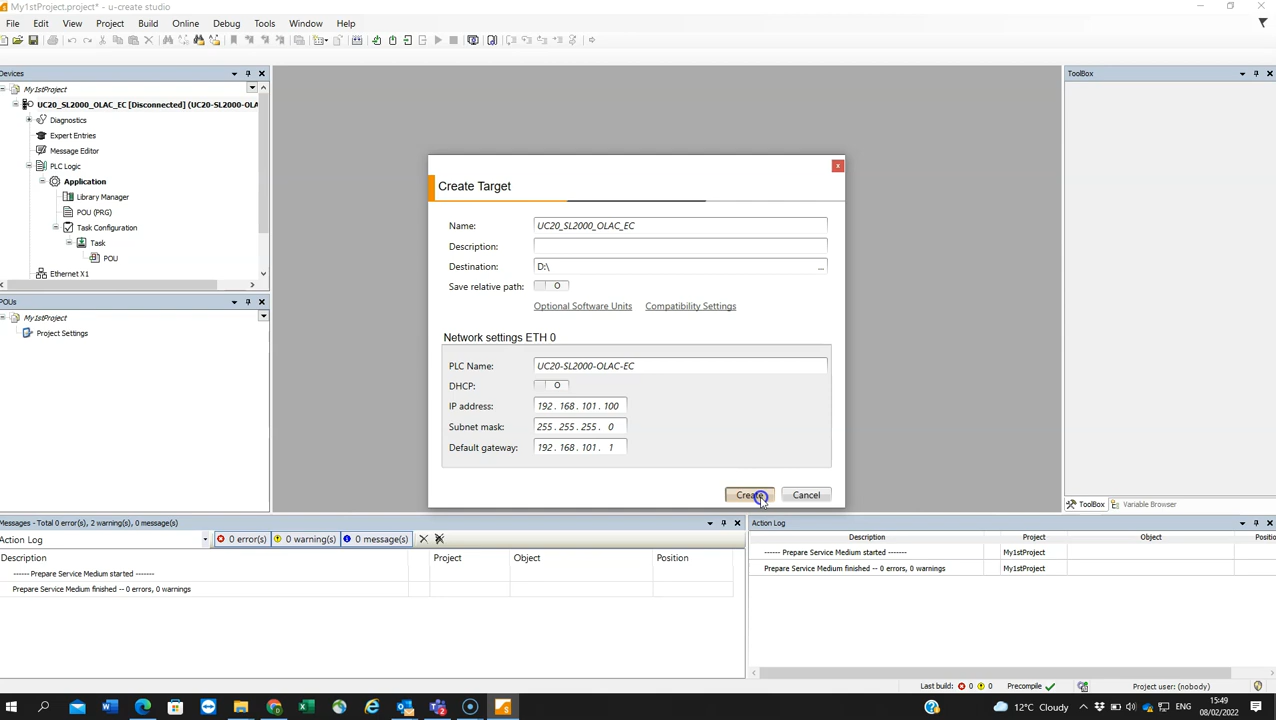 My1stProject.project* - u-create studio
File Edit View Project Build Online Debug Tools Window Help
Devices
My1stProject
UC20_SL2000_OLAC_EC [Disconnected] (UC20-SL2000-OLA
Diagnostics
Expert Entries
Message Editor
PLC Logic
Application
Library Manager
POU (PRG)
Task Configuration
Task
POU
Ethernet X1
POUs
My1stProject
Project Settings
ToolBox
Create Target
Name: UC20_SL2000_OLAC_EC
Description:
Destination: D:\ ...
Save relative path: O
Optional Software Units Compatibility Settings
Network settings ETH 0
PLC Name: UC20-SL2000-OLAC-EC
DHCP: O
IP address: 192 . 168 . 101 . 100
Subnet mask: 255 . 255 . 255 . 0
Default gateway: 192 . 168 . 101 . 1
Create Cancel
ToolBox Variable Browser
Messages - Total 0 error(s), 2 warning(s), 0 message(s)
Action Log 0 error(s) 0 warning(s) 0 message(s)
Description Project Object Position
------ Prepare Service Medium started -------
Prepare Service Medium finished -- 0 errors, 0 warnings
Action Log
Description Project Object Positio
------ Prepare Service Medium started ------- My1stProject
Prepare Service Medium finished -- 0 errors, 0 warnings My1stProject
Last build: 0 0 Precompile Project user: (nobody)
12°C Cloudy ENG 15:49
08/02/2022